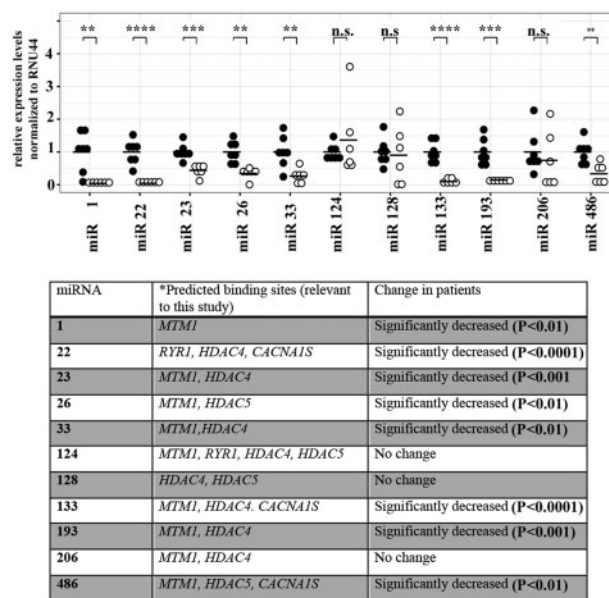 ** **** *** ** ** n.s. n.s **** *** n.s. **
relative expression levels
normalized to RNU44
5
4
2
1
0
miR 1 miR 22 miR 23 miR 26 miR 33 miR 124 miR 128 miR 133 miR 193 miR 206 miR 486
miRNA *Predicted binding sites (relevant Change in patients
to this study)
1 MTM1 Significantly decreased (P<0.01)
22 RYR1, HDAC4, CACNA1S Significantly decreased (P<0.0001)
23 MTM1, HDAC4 Significantly decreased (P<0.001
26 MTM1, HDAC5 Significantly decreased (P<0.01)
33 MTM1,HDAC4 Significantly decreased (P<0.01)
124 MTM1, RYR1, HDAC4, HDAC5 No change
128 HDAC4, HDAC5 No change
133 MTM1, HDAC4. CACNA1S Significantly decreased (P<0.0001)
193 MTM1, HDAC4 Significantly decreased (P<0.001)
206 MTM1, HDAC4 No change
486 MTM1, HDAC5, CACNA1S Significantly decreased (P<0.01)